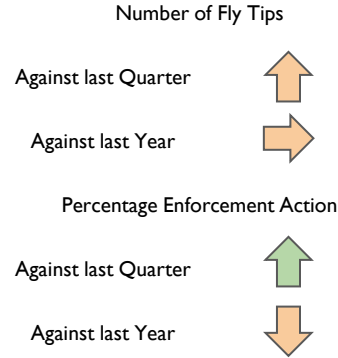 Number of Fly Tips
Against last Quarter
Against last Year
Percentage Enforcement Action
Against last Quarter
Against last Year